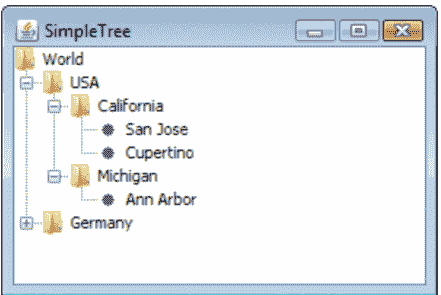 SimpleTree
World
USA
California
San Jose
Cupertino
Michigan
Ann Arbor
Germany